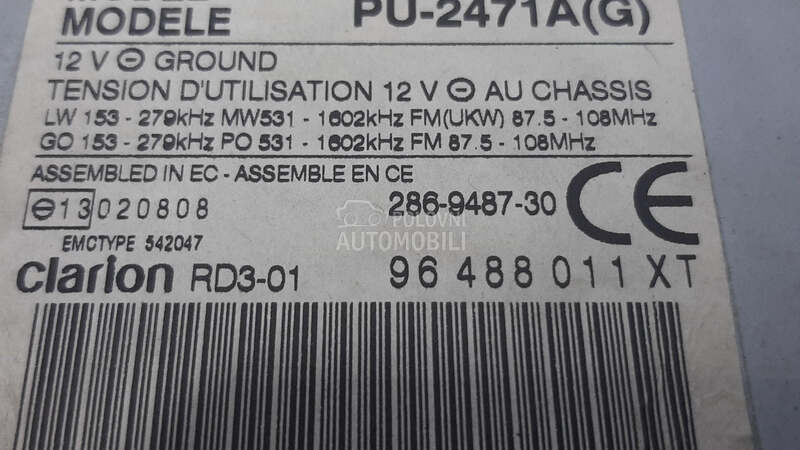 MODELE
PU-2471A(G)
12 V ⊖ GROUND
TENSION D'UTILISATION 12 V ⊖ AU CHASSIS
LW 153 - 279kHz MW531 - 1602kHz FM(UKW) 87.5 - 108MHz
GO 153 - 279kHz PO 531 - 1602kHz FM 87.5 - 108MHz
ASSEMBLED IN EC - ASSEMBLE EN CE
⊖13 020808 286-9487-30 CE
POLOVNI
AUTOMOBILI
EMCTYPE 542047
clarion RD3-01 96 488 011 XT